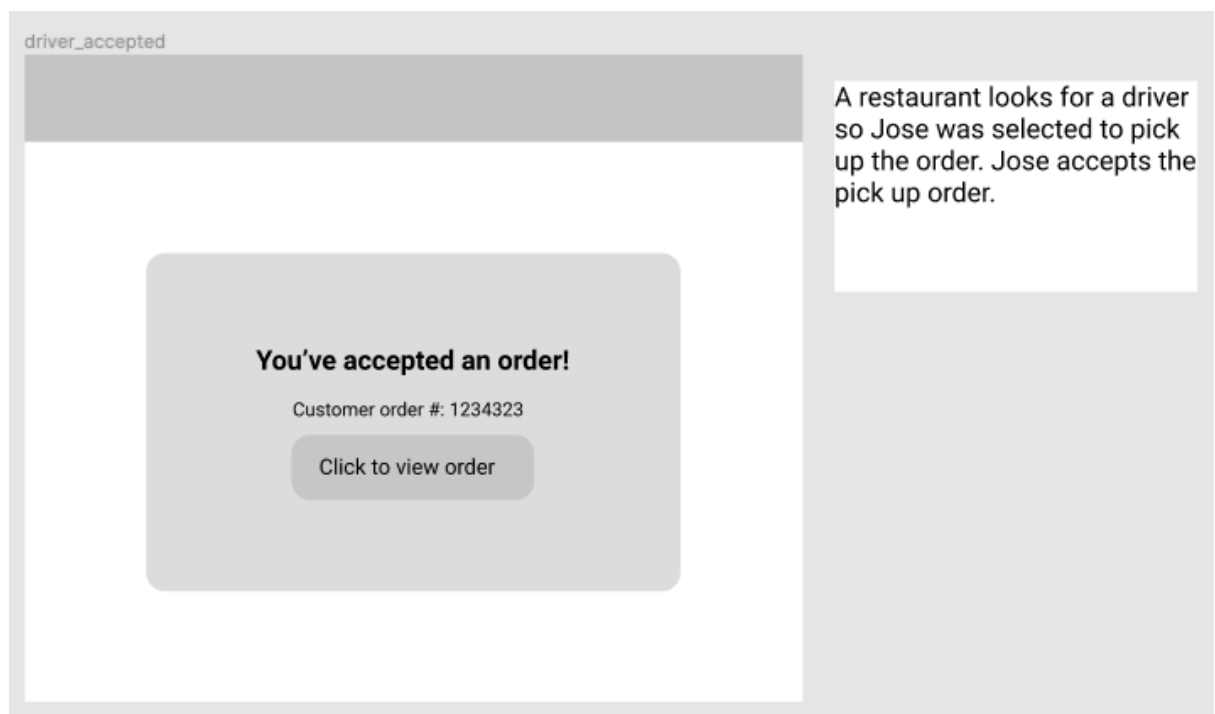 driver_accepted
You’ve accepted an order!
Customer order #: 1234323
Click to view order
A restaurant looks for a driver
so Jose was selected to pick
up the order. Jose accepts the
pick up order.